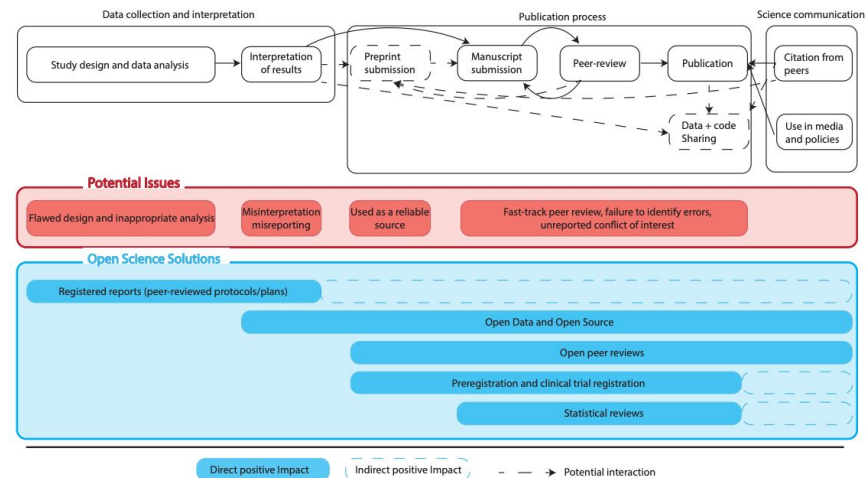 Data collection and interpretation
Publication process
Science communication
Study design and data analysis
Interpretation
of results
Preprint
submission
Manuscript
submission
Peer-review
Publication
Citation from
peers
Data + code
Sharing
Use in media
and policies
Potential Issues
Flawed design and inappropriate analysis
Misinterpretation
misreporting
Used as a reliable
source
Fast-track peer review, failure to identify errors,
unreported conflict of interest
Open Science Solutions
Registered reports (peer-reviewed protocols/plans)
Open Data and Open Source
Open peer reviews
Preregistration and clinical trial registration
Statistical reviews
Direct positive Impact
Indirect positive Impact
Potential interaction